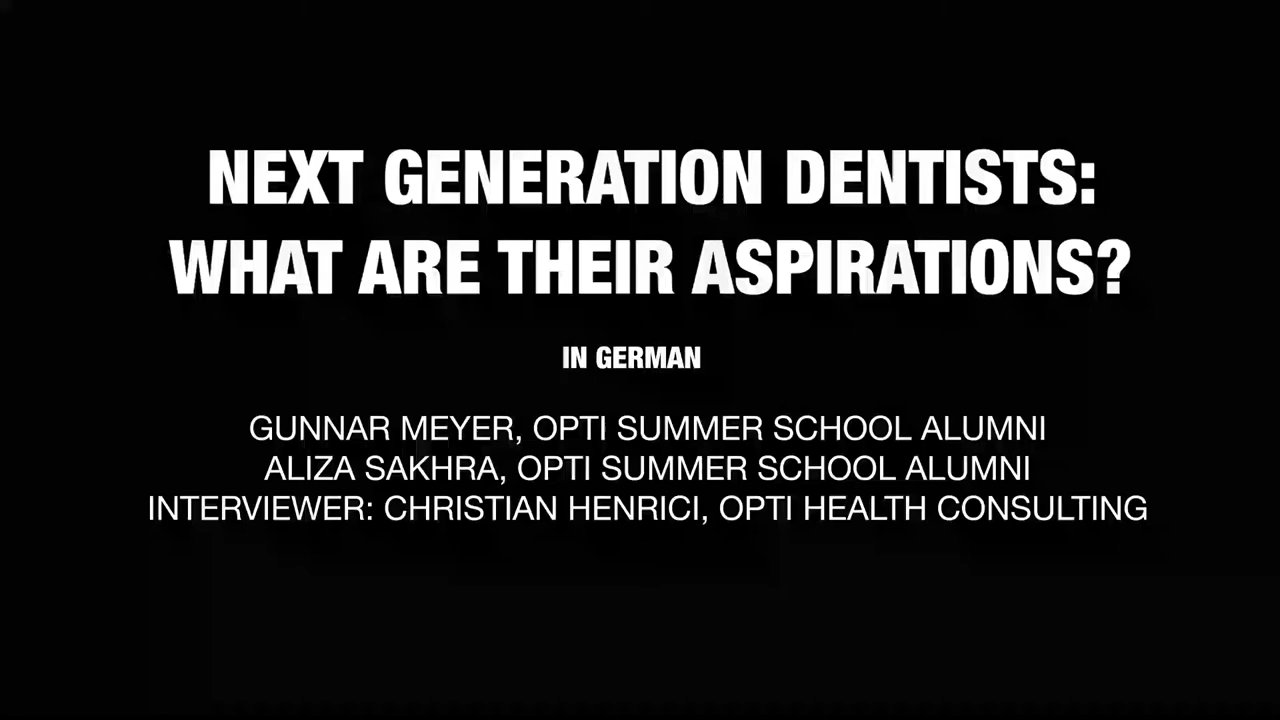 NEXT GENERATION DENTISTS:
WHAT ARE THEIR ASPIRATIONS?
IN GERMAN
GUNNAR MEYER, OPTI SUMMER SCHOOL ALUMNI
ALIZA SAKHRA, OPTI SUMMER SCHOOL ALUMNI
INTERVIEWER: CHRISTIAN HENRICI, OPTI HEALTH CONSULTING